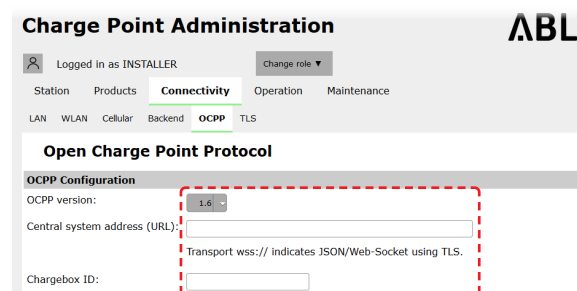 Charge Point Administration
ABL
Logged in as INSTALLER
Change role ▼
Station Products Connectivity Operation Maintenance
LAN WLAN Cellular Backend OCPP TLS
Open Charge Point Protocol
OCPP Configuration
OCPP version:
1.6
Central system address (URL):
Transport wss:// indicates JSON/Web-Socket using TLS.
Chargebox ID: